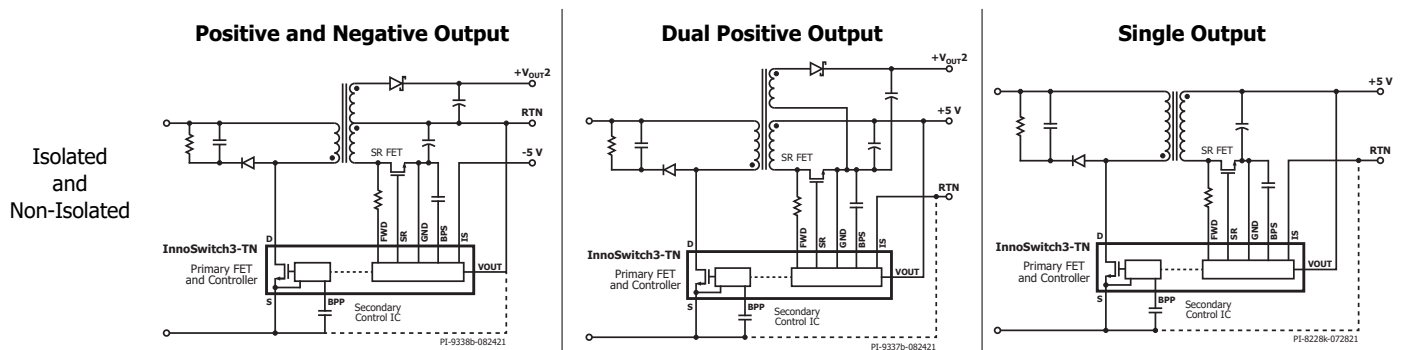 Isolated
and
Non-Isolated
Positive and Negative Output
+VOUT2
RTN
-5 V
SR FET
FWD
SR
GND
BPS
IS
D
InnoSwitch3-TN
Primary FET
and Controller
VOUT
S
BPP
Secondary
Control IC
PI-9338b-082421
Dual Positive Output
+VOUT2
+5 V
SR FET
RTN
FWD
SR
GND
BPS
IS
D
InnoSwitch3-TN
Primary FET
and Controller
VOUT
S
BPP
Secondary
Control IC
PI-9337b-082421
Single Output
+5 V
SR FET
RTN
FWD
SR
GND
BPS
IS
D
InnoSwitch3-TN
Primary FET
and Controller
VOUT
S
BPP
Secondary
Control IC
PI-8228k-072821